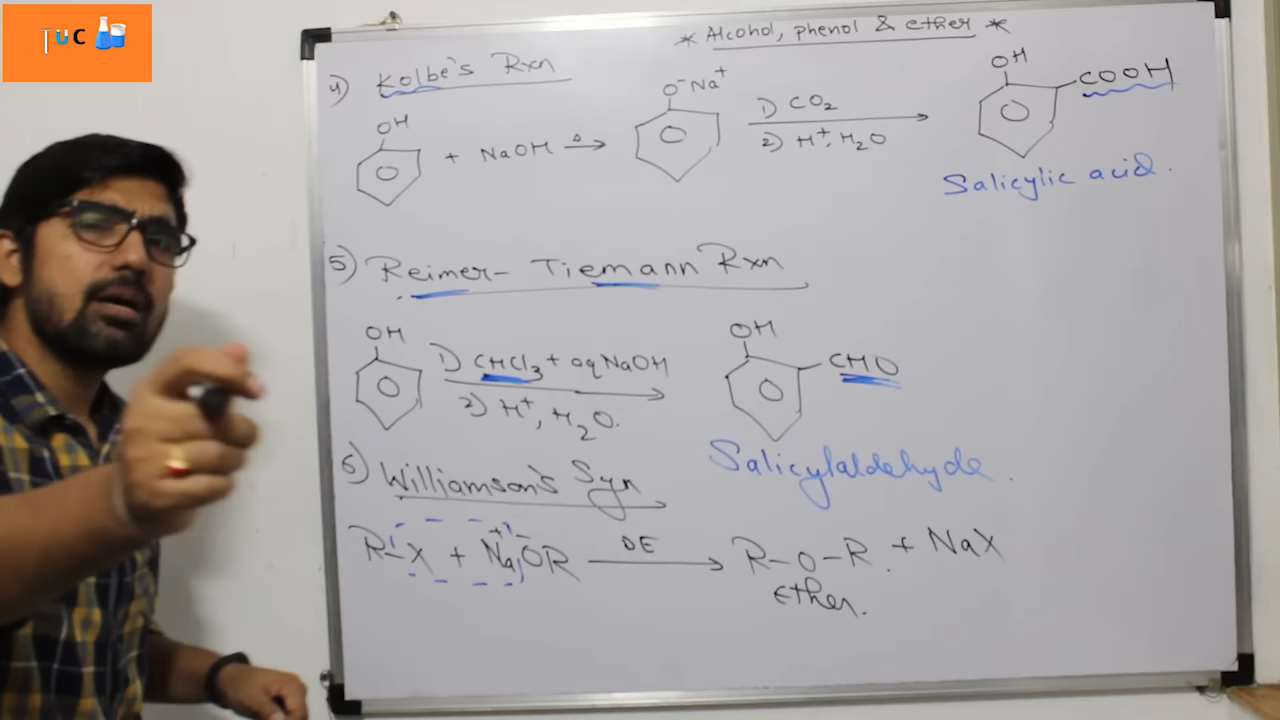 TUC
* Alcohol, phenol & ether *
4) Kolbe's Rxn
OH
+ NaOH Δ→
O⁻Na⁺
1) CO₂
2) H⁺, H₂O
OH
COOH
Salicylic acid.
5) Reimer-Tiemann Rxn
OH
1) CHCl₃ + aq NaOH
2) H⁺, H₂O.
OH
CHO
Salicylaldehyde.
6) Williamson's Syn
R-X + Na⁺⁻OR DE→ R-O-R. + NaX
Ether.